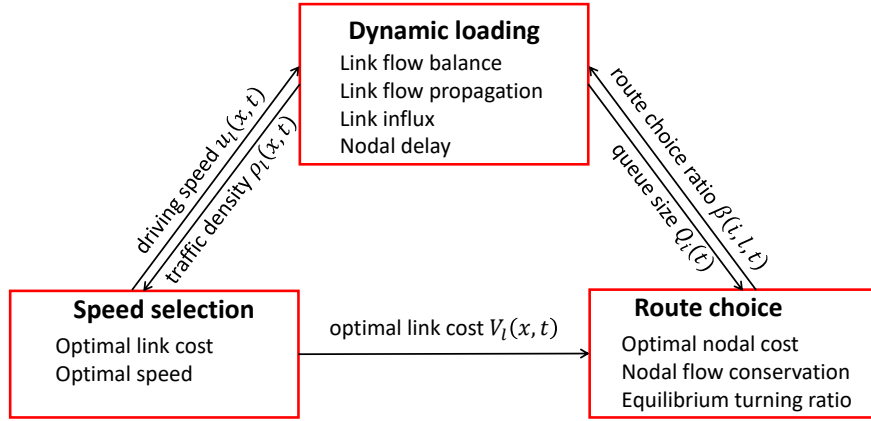 Dynamic loading
Link flow balance
Link flow propagation
Link influx
Nodal delay
driving speed u_l(x, t)
traffic density ρ_l(x, t)
route choice ratio β(i, l, t)
queue size Q_i(t)
Speed selection
Optimal link cost
Optimal speed
optimal link cost V_l(x, t)
Route choice
Optimal nodal cost
Nodal flow conservation
Equilibrium turning ratio